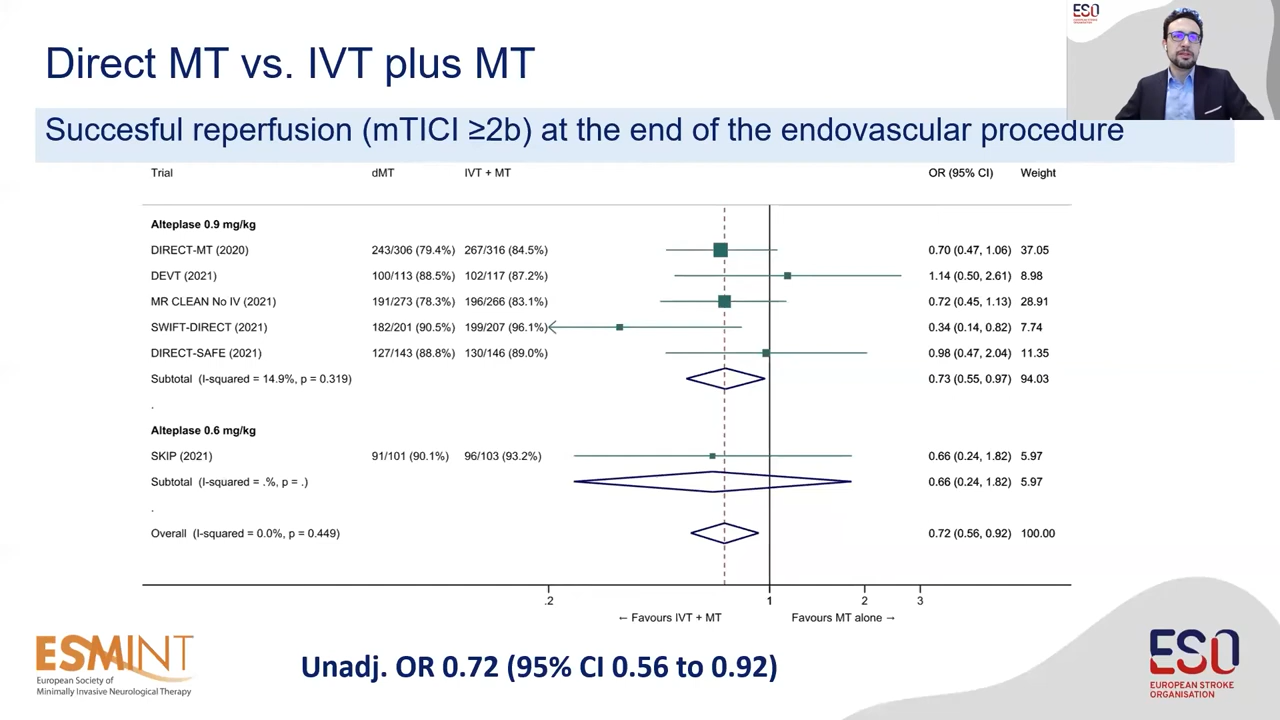 Direct MT vs. IVT plus MT
ESO
EUROPEAN STROKE
ORGANISATION
Succesful reperfusion (mTICI ≥2b) at the end of the endovascular procedure
Trial dMT IVT + MT OR (95% CI) Weight
Alteplase 0.9 mg/kg
DIRECT-MT (2020) 243/306 (79.4%) 267/316 (84.5%) 0.70 (0.47, 1.06) 37.05
DEVT (2021) 100/113 (88.5%) 102/117 (87.2%) 1.14 (0.50, 2.61) 8.98
MR CLEAN No IV (2021) 191/273 (78.3%) 196/266 (83.1%) 0.72 (0.45, 1.13) 28.91
SWIFT-DIRECT (2021) 182/201 (90.5%) 199/207 (96.1%) 0.34 (0.14, 0.82) 7.74
DIRECT-SAFE (2021) 127/143 (88.8%) 130/146 (89.0%) 0.98 (0.47, 2.04) 11.35
Subtotal (I-squared = 14.9%, p = 0.319) 0.73 (0.55, 0.97) 94.03
.
Alteplase 0.6 mg/kg
SKIP (2021) 91/101 (90.1%) 96/103 (93.2%) 0.66 (0.24, 1.82) 5.97
Subtotal (I-squared = .%, p = .) 0.66 (0.24, 1.82) 5.97
.
Overall (I-squared = 0.0%, p = 0.449) 0.72 (0.56, 0.92) 100.00
.2 1 2 3
← Favours IVT + MT Favours MT alone →
ESMINT
European Society of
Minimally Invasive Neurological Therapy
Unadj. OR 0.72 (95% CI 0.56 to 0.92)
ESO
EUROPEAN STROKE
ORGANISATION